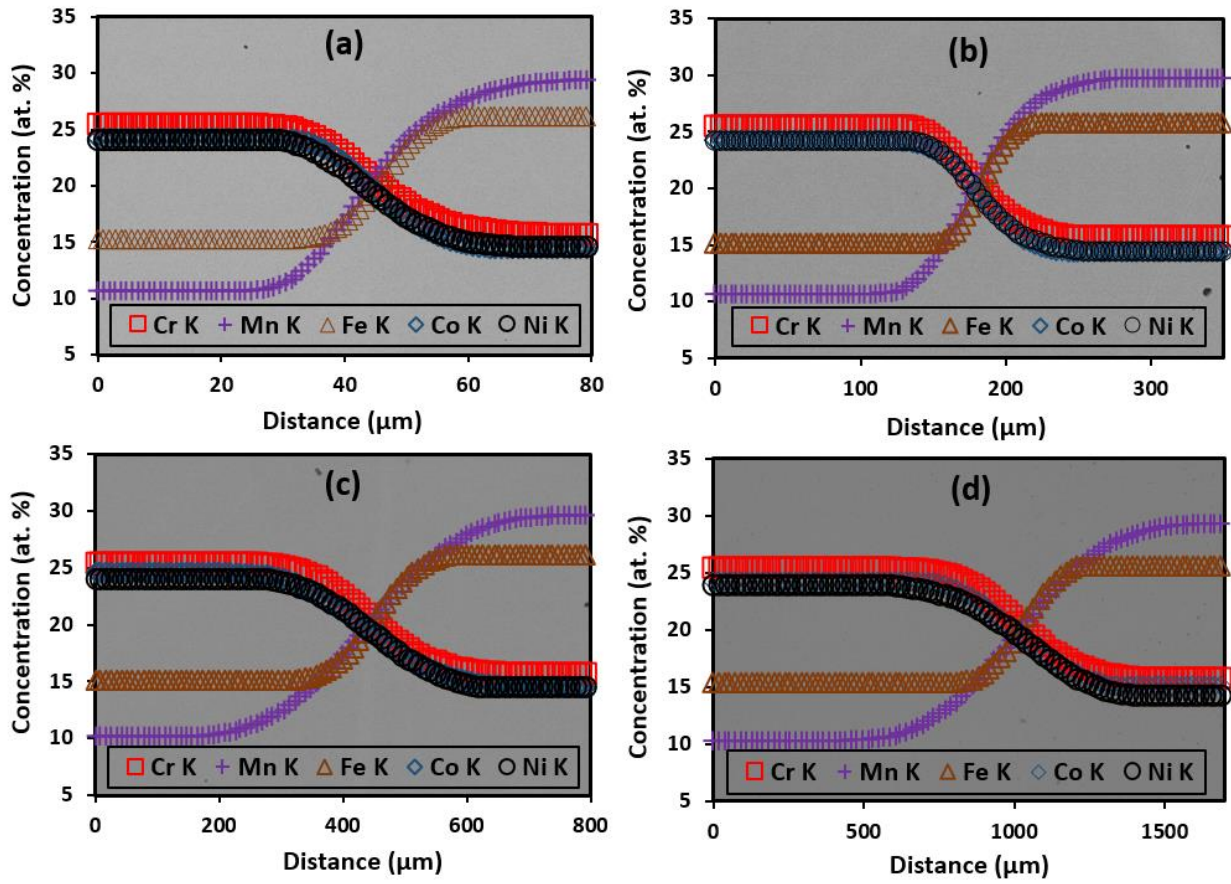 (a)
Concentration (at. %)
35
30
25
20
15
10
5
Cr K Mn K Fe K Co K Ni K
0 20 40 60 80
Distance (µm)
(b)
Concentration (at. %)
35
30
25
20
15
10
5
Cr K Mn K Fe K Co K Ni K
0 100 200 300
Distance (µm)
(c)
Concentration (at. %)
35
30
25
20
15
10
5
Cr K Mn K Fe K Co K Ni K
0 200 400 600 800
Distance (µm)
(d)
Concentration (at. %)
35
30
25
20
15
10
5
Cr K Mn K Fe K Co K Ni K
0 500 1000 1500
Distance (µm)